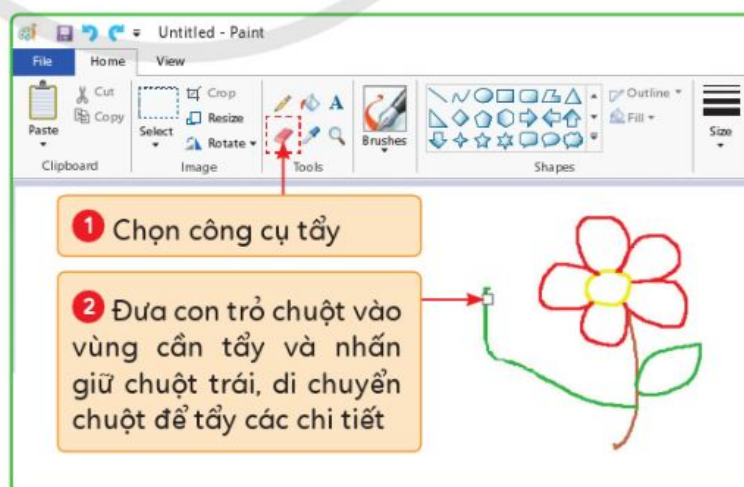 Untitled - Paint
File Home View
Cut
Copy
Paste
Clipboard
Crop
Resize
Rotate
Select
Image
A
Tools
Brushes
Outline
Fill
Shapes
Size
1 Chọn công cụ tẩy
2 Đưa con trỏ chuột vào
vùng cần tẩy và nhấn
giữ chuột trái, di chuyển
chuột để tẩy các chi tiết